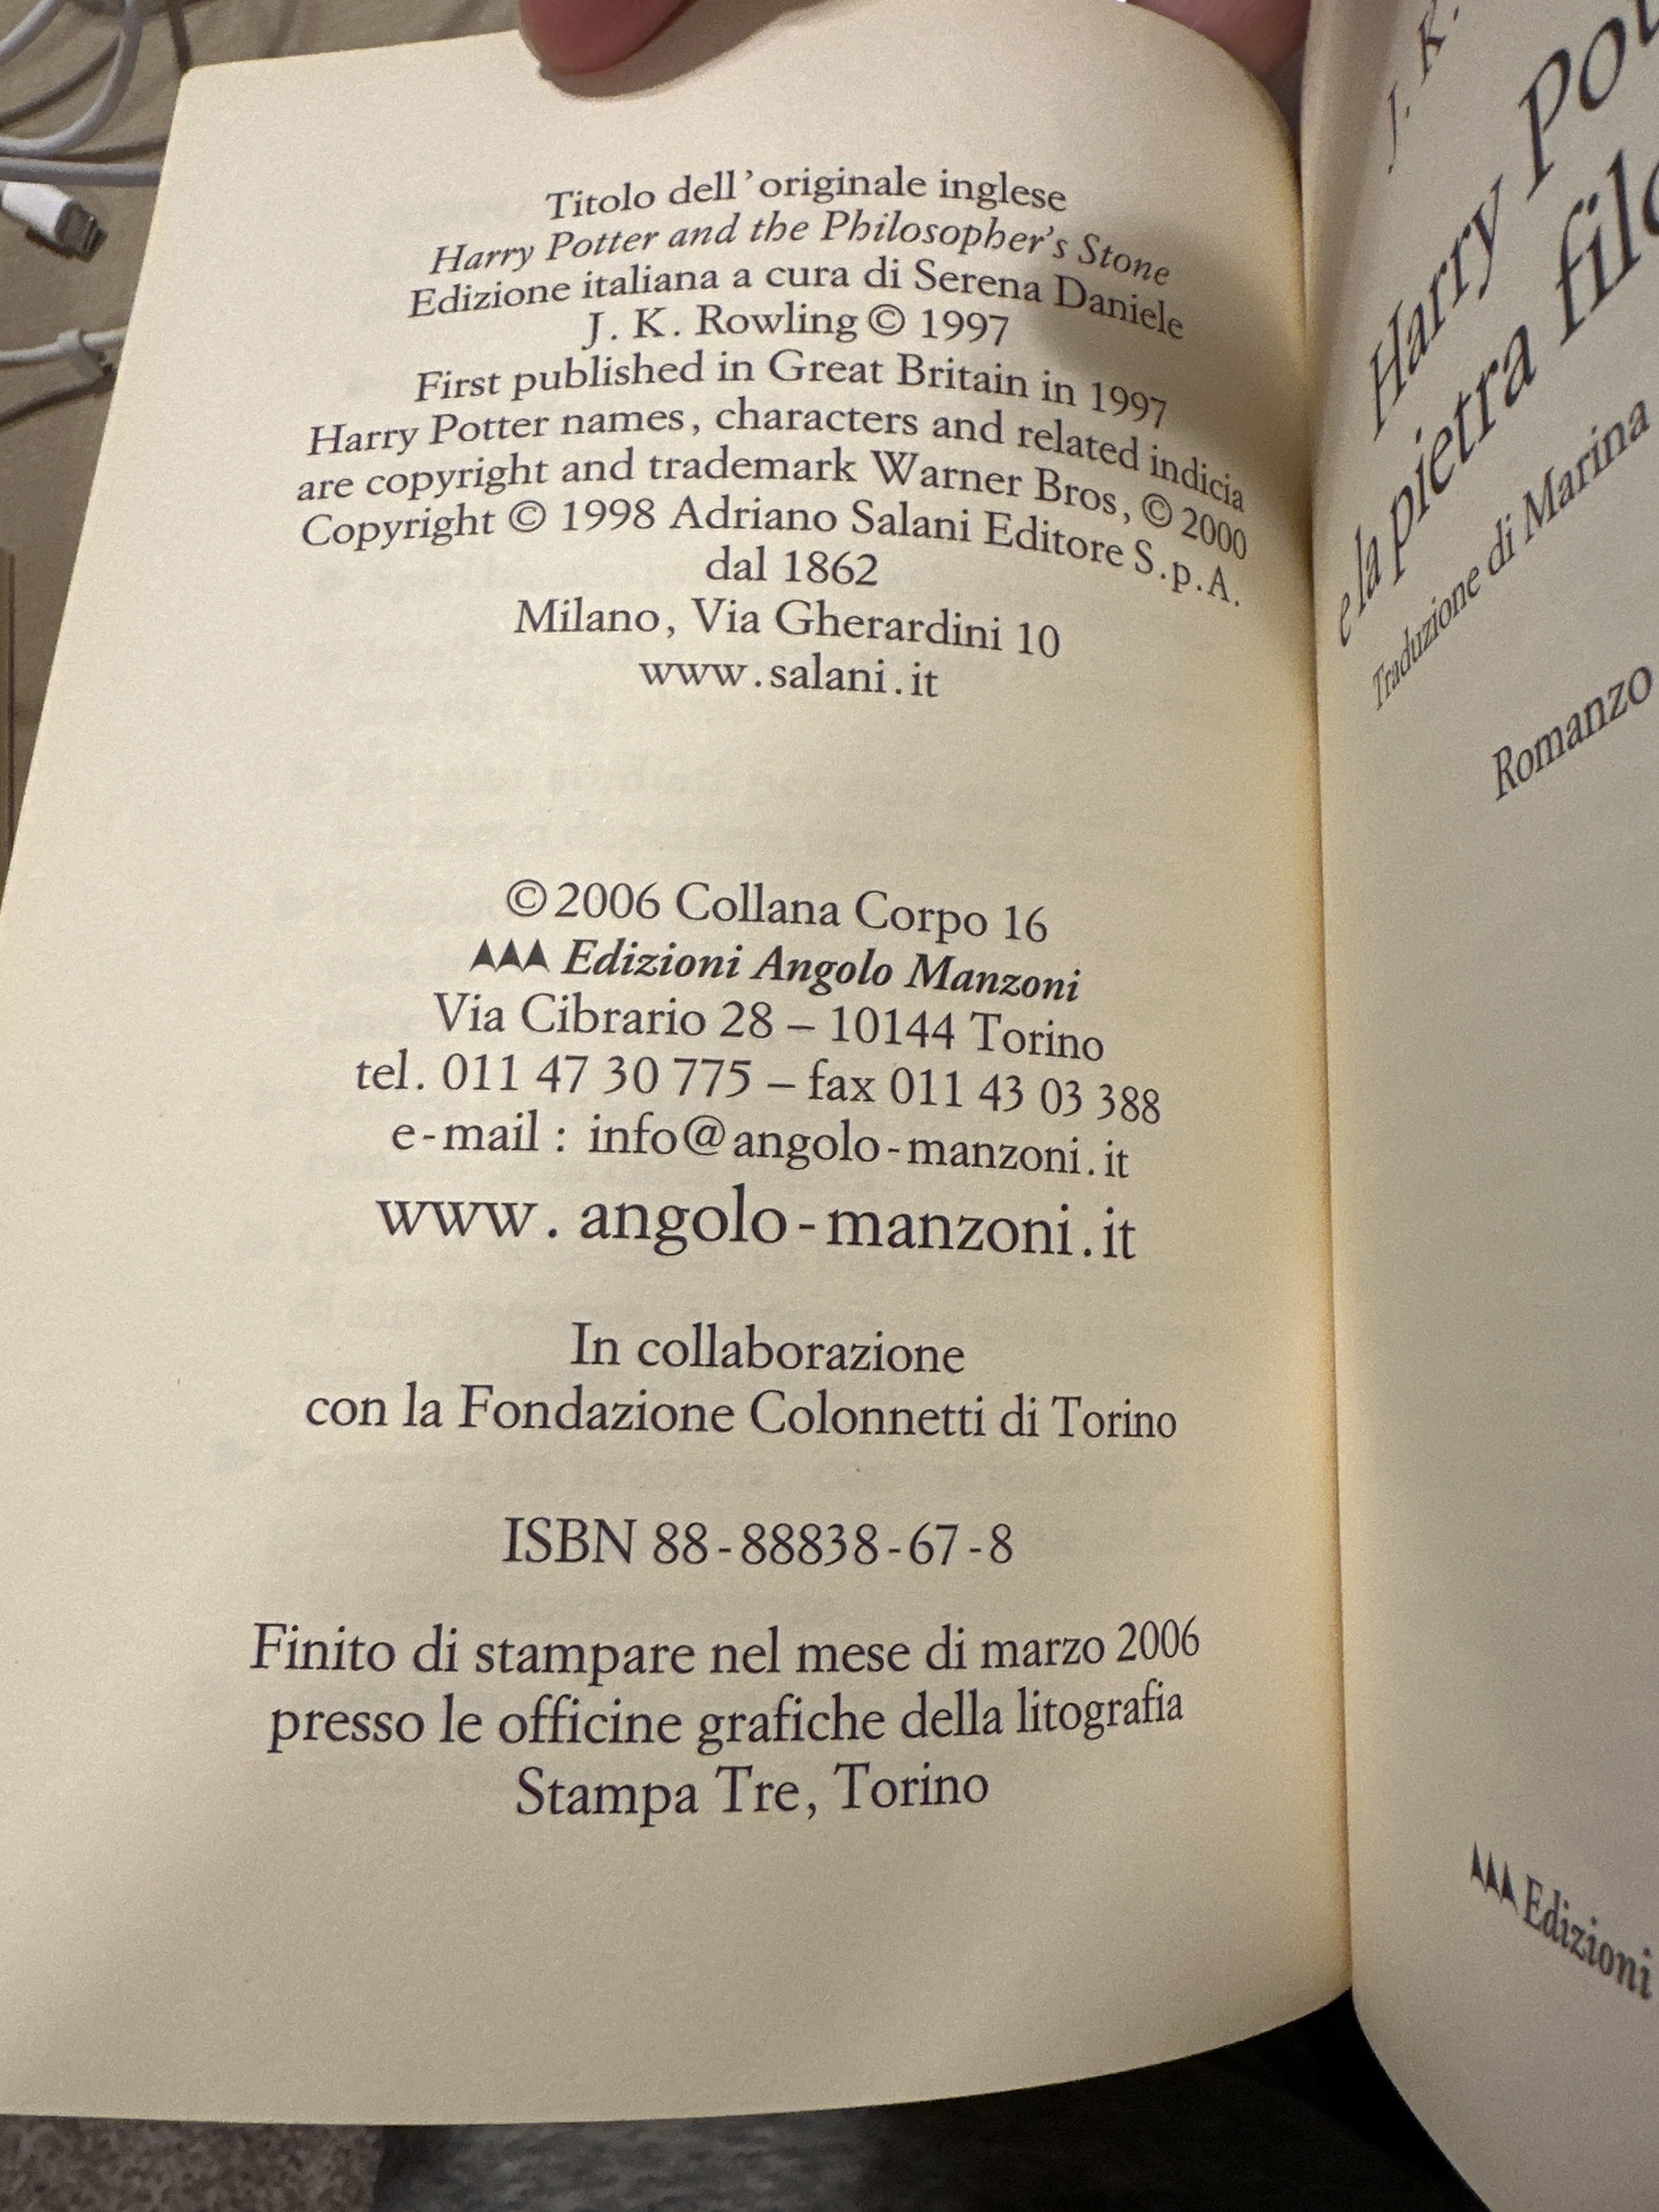 Titolo dell'originale inglese
Harry Potter and the Philosopher's Stone
Edizione italiana a cura di Serena Daniele
J. K. Rowling © 1997
First published in Great Britain in 1997
Harry Potter names, characters and related indicia
are copyright and trademark Warner Bros, © 2000
Copyright © 1998 Adriano Salani Editore S.p.A.
dal 1862
Milano, Via Gherardini 10
www.salani.it
©2006 Collana Corpo 16
Edizioni Angolo Manzoni
Via Cibrario 28 – 10144 Torino
tel. 011 47 30 775 – fax 011 43 03 388
e-mail: info@angolo-manzoni.it
www.angolo-manzoni.it
In collaborazione
con la Fondazione Colonnetti di Torino
ISBN 88-88838-67-8
Finito di stampare nel mese di marzo 2006
presso le officine grafiche della litografia
Stampa Tre, Torino
J. K.
Harry
e la pietra
Traduzione di Marina
Romanzo
Edizioni